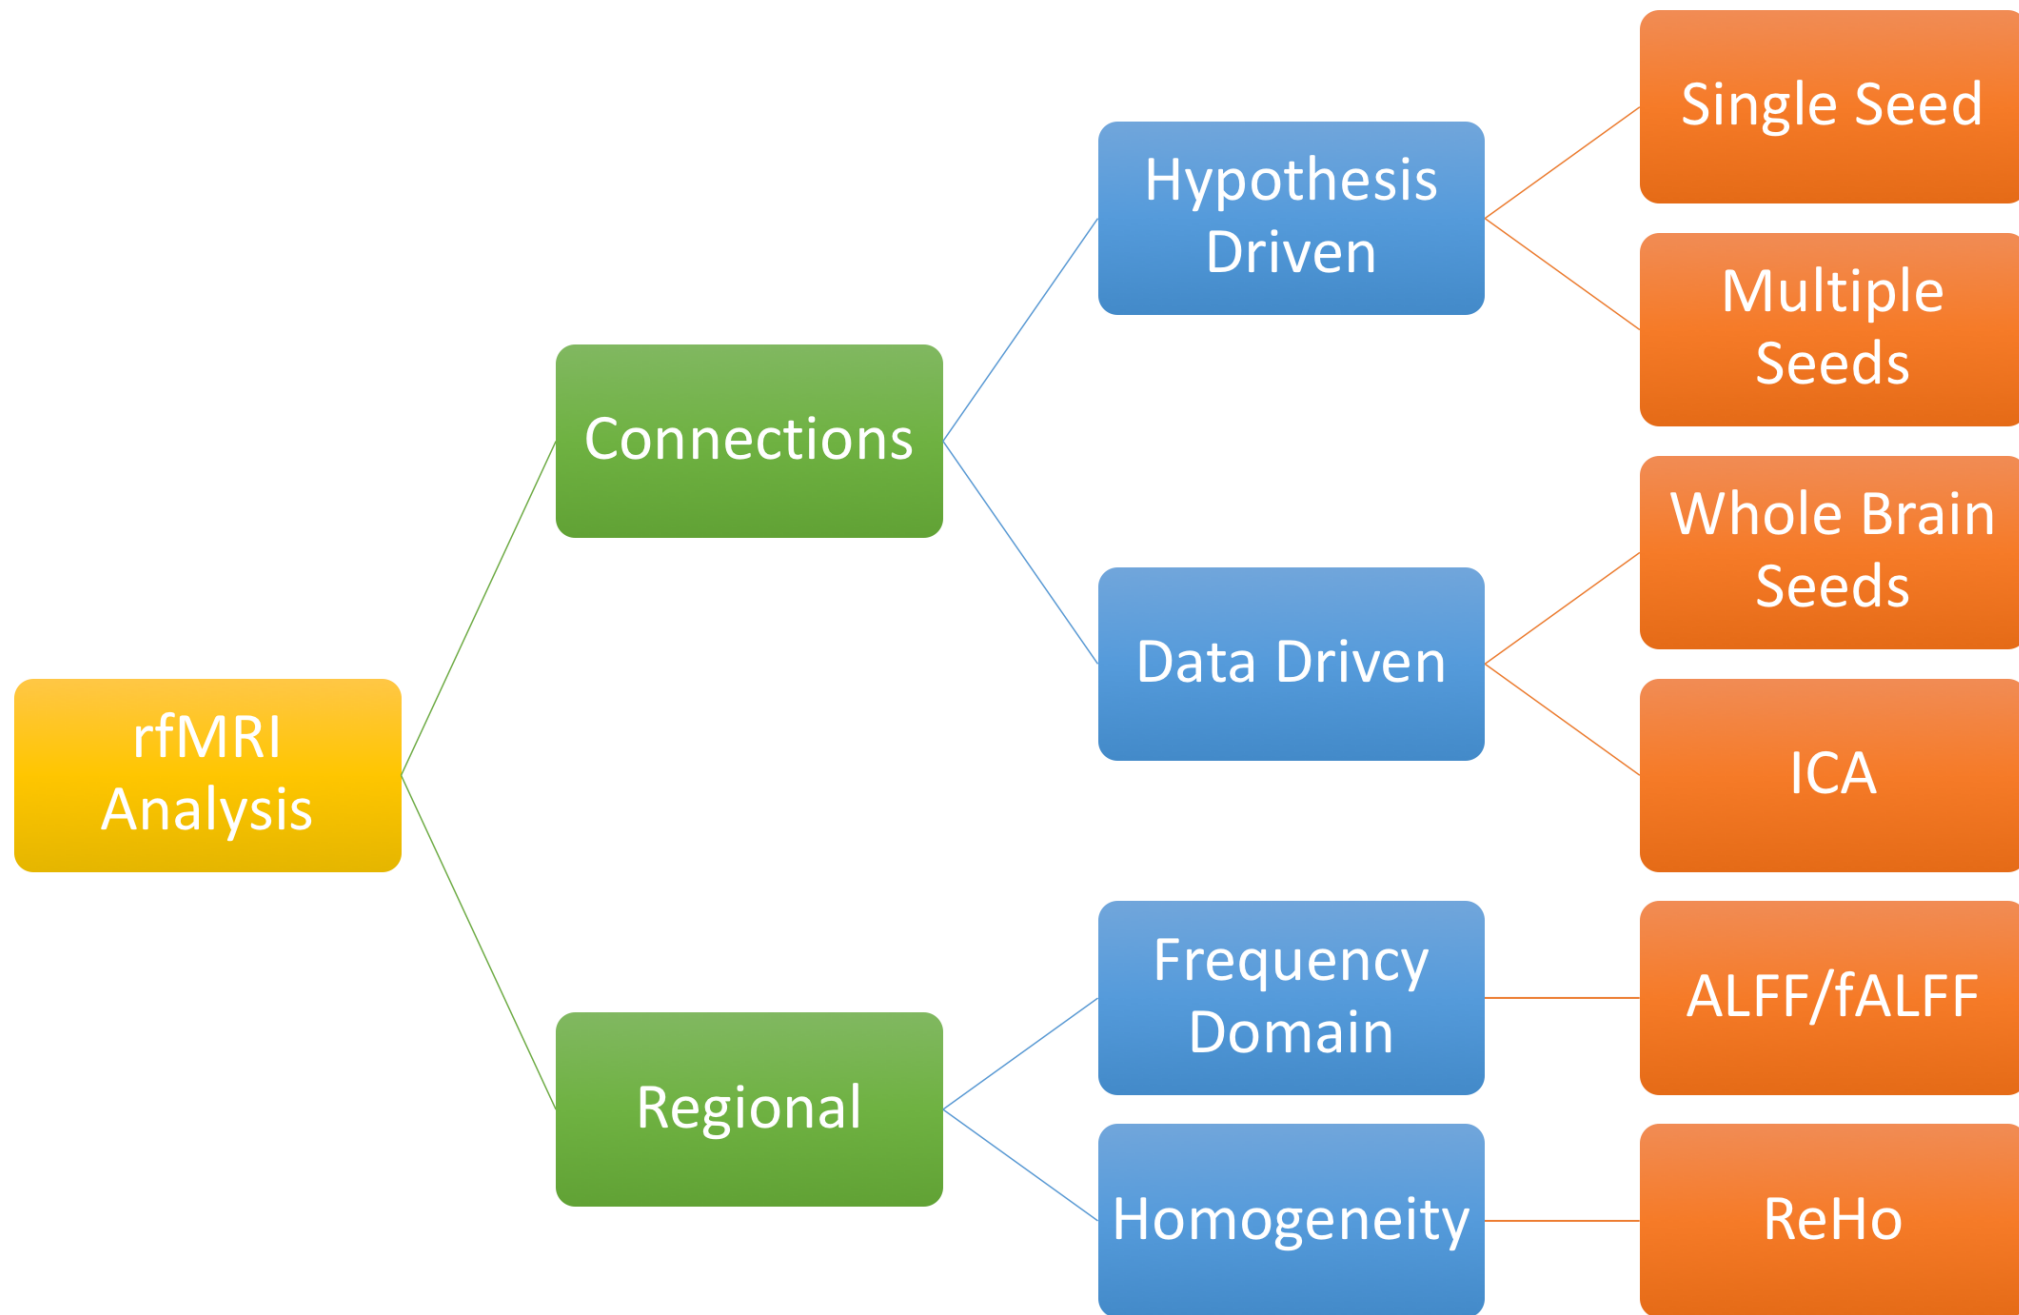 rfMRI
Analysis
Connections
Regional
Hypothesis
Driven
Data Driven
Frequency
Domain
Homogeneity
Single Seed
Multiple
Seeds
Whole Brain
Seeds
ICA
ALFF/fALFF
ReHo